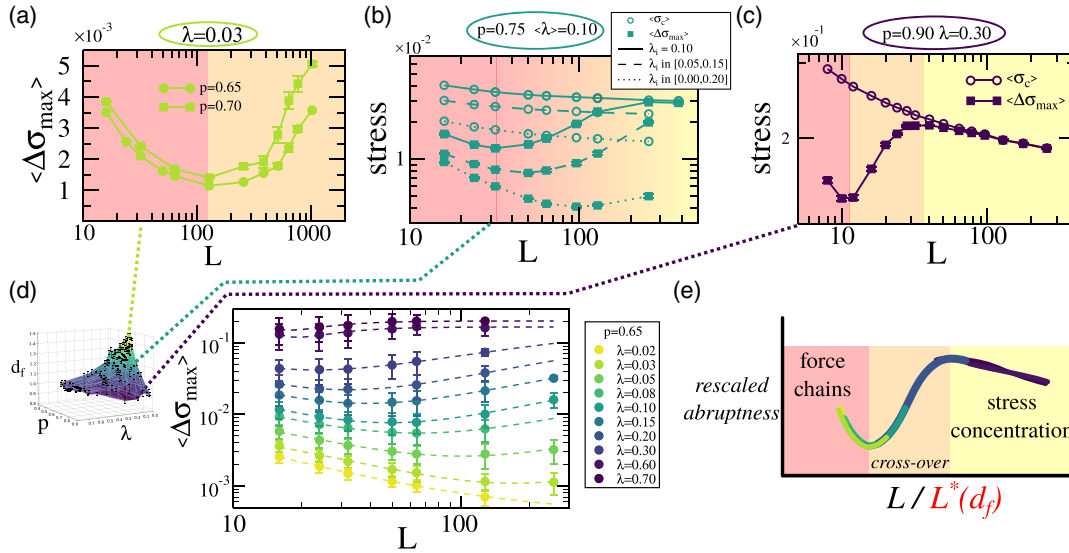 (a)
λ=0.03
×10⁻³
5
4
3
2
1
<Δσmax>
p=0.65
p=0.70
10
100
1000
L
(b)
p=0.75 <λ>=0.10
×10⁻²
1
stress
<σc>
<Δσmax>
λi = 0.10
λi in [0.05,0.15]
λi in [0.00,0.20]
10
100
L
(c)
p=0.90 λ=0.30
×10⁻¹
2
stress
<σc>
<Δσmax>
10
100
L
(d)
df
p
λ
10⁻¹
10⁻²
10⁻³
<Δσmax>
10
100
L
p=0.65
λ=0.02
λ=0.03
λ=0.05
λ=0.08
λ=0.10
λ=0.15
λ=0.20
λ=0.30
λ=0.60
λ=0.70
(e)
rescaled
abruptness
force
chains
cross-over
stress
concentration
L / L*(df)